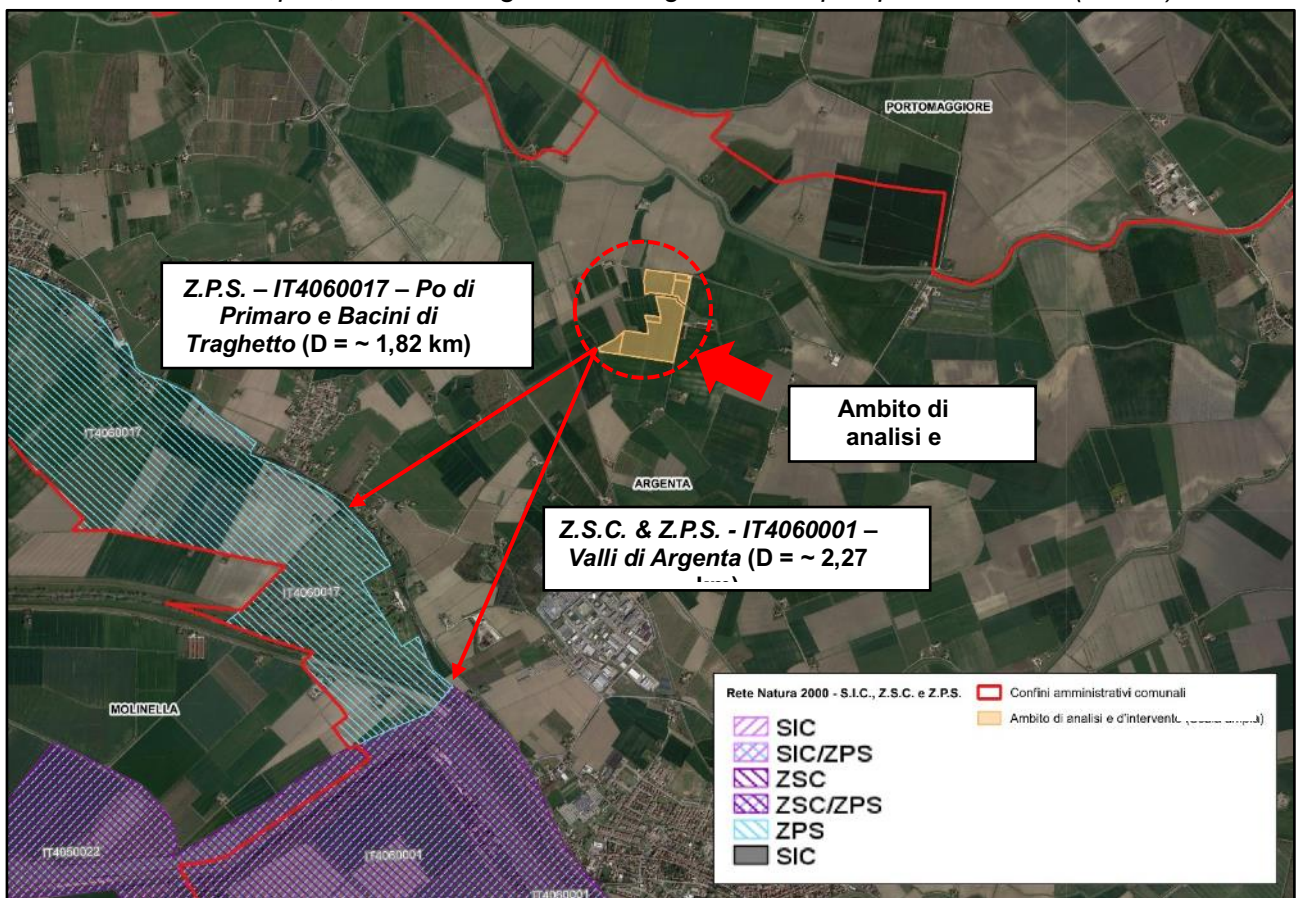 PORTOMAGGIORE
Z.P.S. – IT4060017 – Po di
Primaro e Bacini di
Traghetto (D = ~ 1,82 km)
Ambito di
analisi e
IT4060017
ARGENTA
Z.S.C. & Z.P.S. - IT4060001 –
Valli di Argenta (D = ~ 2,27
IT4060017
MOLINELLA
Rete Natura 2000 - S.I.C., Z.S.C. e Z.P.S.
Confini amministrativi comunali
Ambito di analisi e d'intervento
SIC
SIC/ZPS
ZSC
ZSC/ZPS
ZPS
SIC
IT4050022
IT4060001
IT4060001